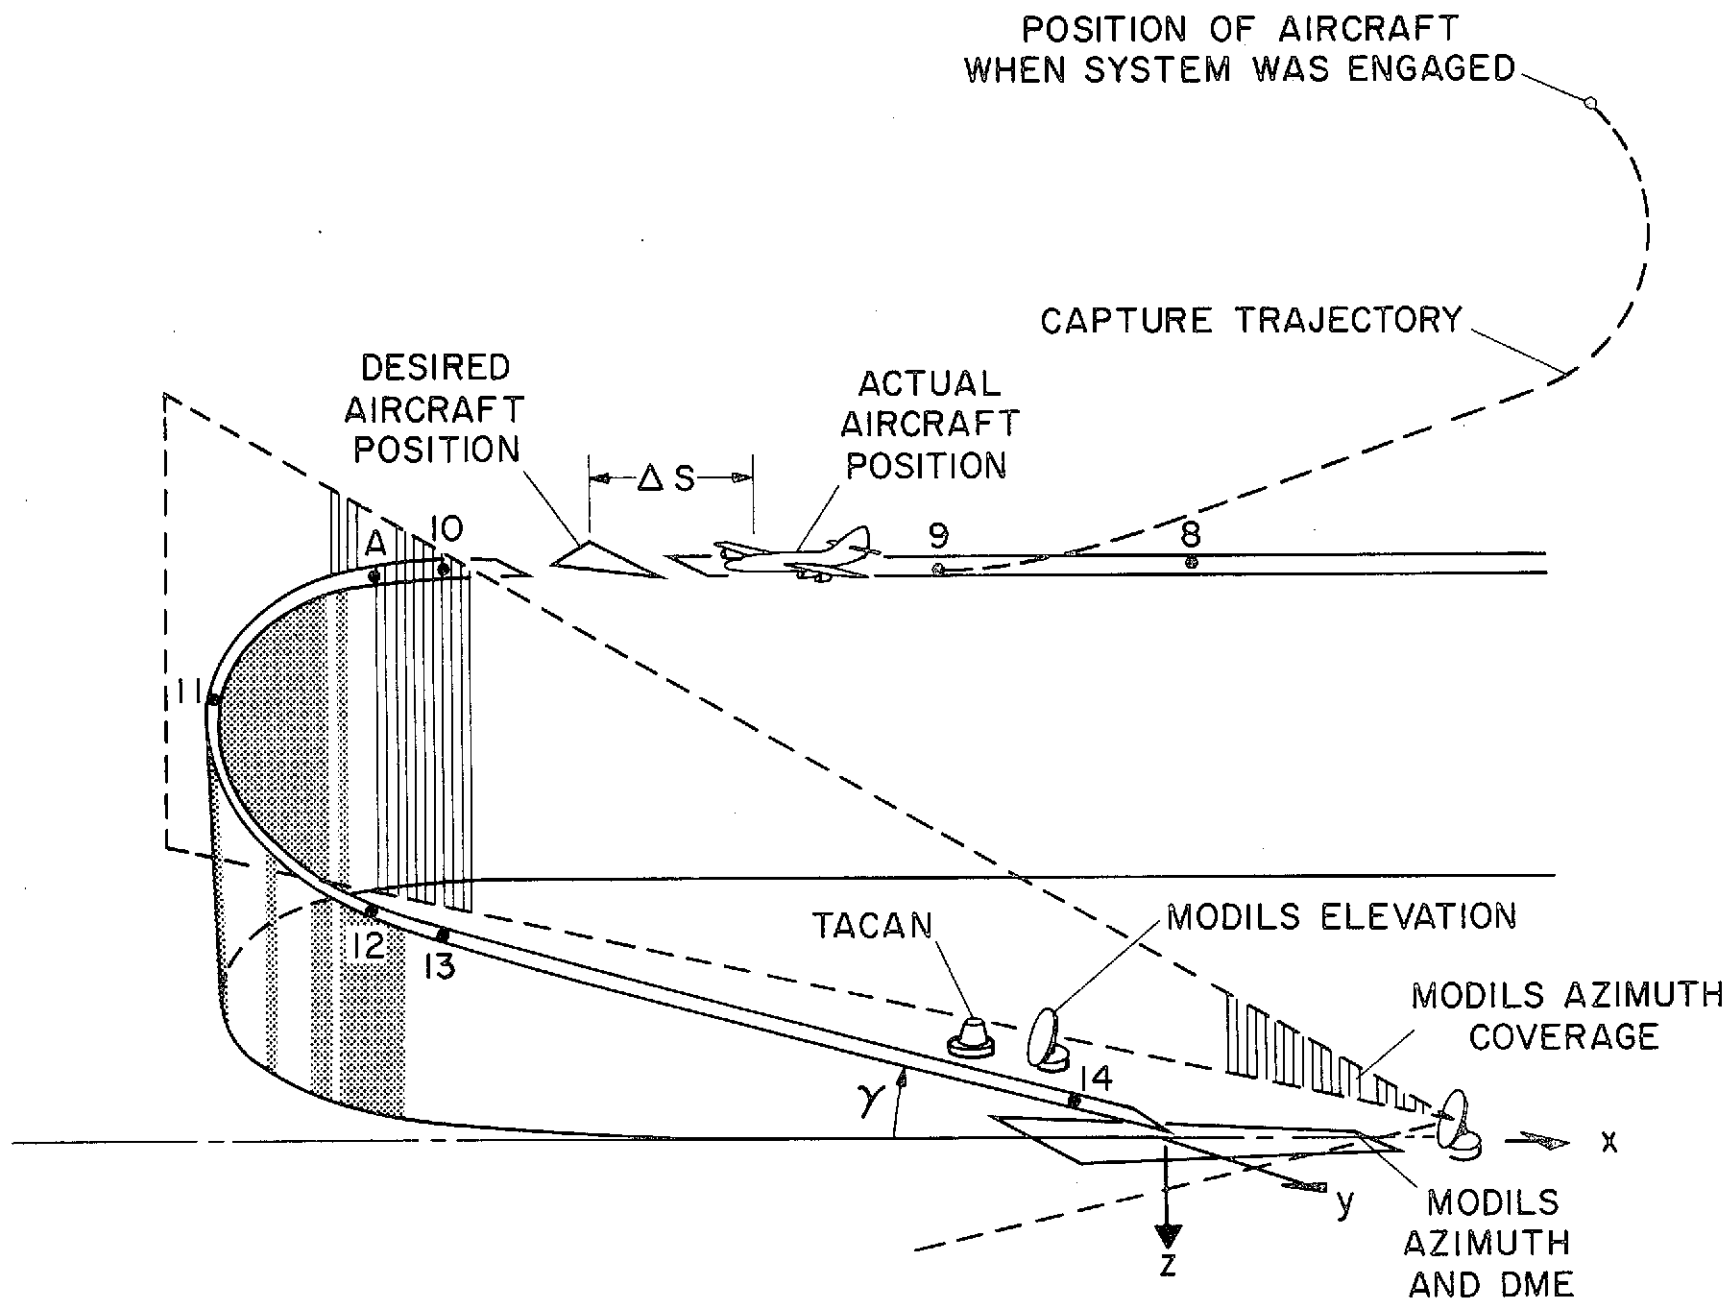 POSITION OF AIRCRAFT
WHEN SYSTEM WAS ENGAGED
CAPTURE TRAJECTORY
DESIRED
AIRCRAFT
POSITION
ACTUAL
AIRCRAFT
POSITION
Δ S
A
10
9
8
11
12
13
TACAN
MODILS ELEVATION
MODILS AZIMUTH
COVERAGE
14
γ
x
y
z
MODILS
AZIMUTH
AND DME